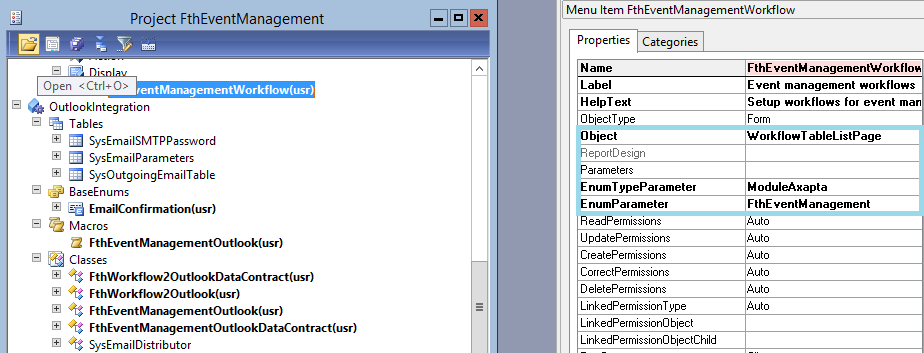 Project FthEventManagement
Display
Open <Ctrl+O>
EventManagementWorkflow(usr)
OutlookIntegration
Tables
SysEmailSMTPPassword
SysEmailParameters
SysOutgoingEmailTable
BaseEnums
EmailConfirmation(usr)
Macros
FthEventManagementOutlook(usr)
Classes
FthWorkflow2OutlookDataContract(usr)
FthWorkflow2Outlook(usr)
FthEventManagementOutlook(usr)
FthEventManagementOutlookDataContract(usr)
SysEmailDistributor
Menu Item FthEventManagementWorkflow
Properties Categories
Name FthEventManagementWorkflow
Label Event management workflows
HelpText Setup workflows for event man
ObjectType Form
Object WorkflowTableListPage
ReportDesign
Parameters
EnumTypeParameter ModuleAxapta
EnumParameter FthEventManagement
ReadPermissions Auto
UpdatePermissions Auto
CreatePermissions Auto
CorrectPermissions Auto
DeletePermissions Auto
LinkedPermissionType Auto
LinkedPermissionObject
LinkedPermissionObjectChild